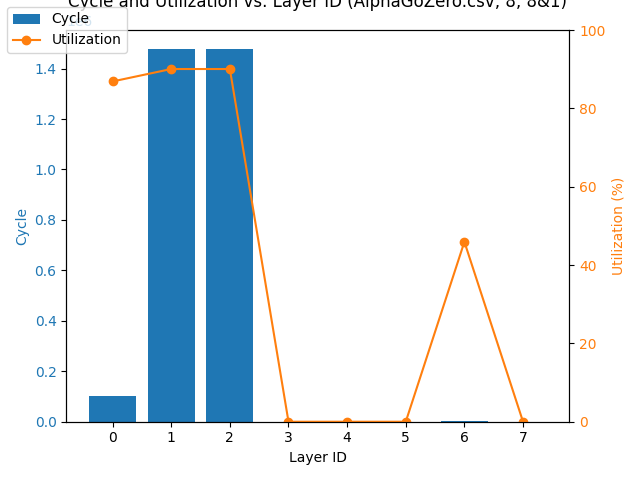 Cycle and Utilization vs. Layer ID (AlphaGoZero.csv, 8, 8&1)
Cycle
Utilization
1.4
1.2
1.0
0.8
0.6
0.4
0.2
0.0
Cycle
100
80
60
40
20
0
Utilization (%)
0 1 2 3 4 5 6 7
Layer ID